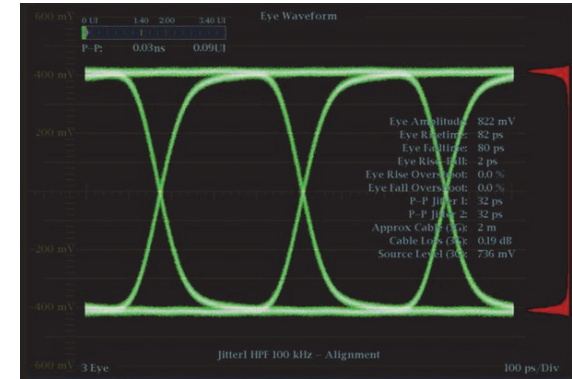 Eye Waveform
600 mV
0 UI 1.40 2.00 3.40 UI
P-P: 0.03ns 0.09UI
400 mV
200 mV
Eye Amplitude: 822 mV
Eye Risetime: 82 ps
Eye Falltime: 80 ps
Eye Rise-Fall: 2 ps
Eye Rise Overshoot: 0.0 %
Eye Fall Overshoot: 0.0 %
P-P Jitter 1: 32 ps
P-P Jitter 2: 32 ps
Approx Cable (3G): 2 m
Cable Loss (3G): 0.19 dB
Source Level (3G): 736 mV
-200 mV
-400 mV
Jitter1 HPF 100 kHz – Alignment
-600 mV
3 Eye
100 ps/Div